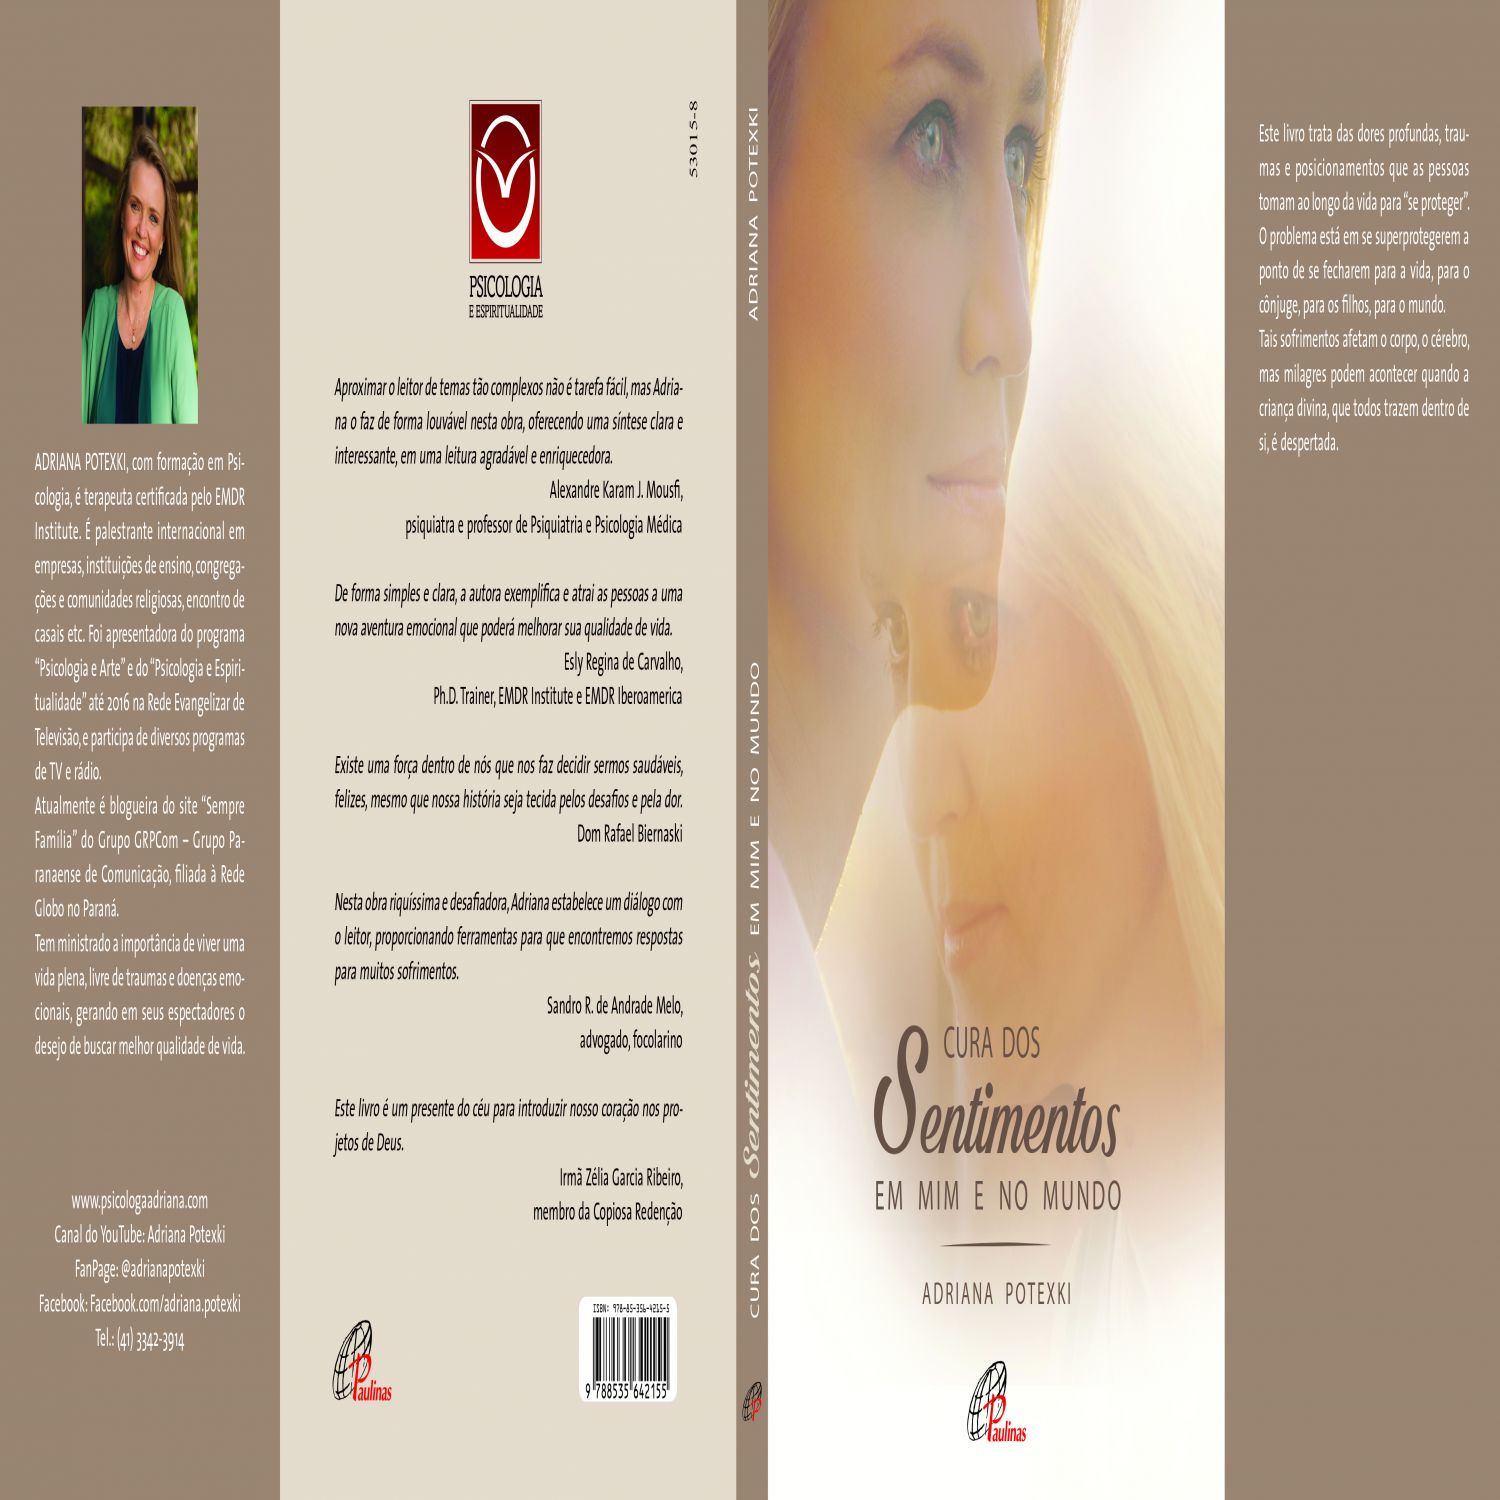 ADRIANA POTEXKI, com formação em Psi-
cologia, é terapeuta certificada pelo EMDR
Institute. É palestrante internacional em
empresas, instituições de ensino, congrega-
ções e comunidades religiosas, encontro de
casais etc. Foi apresentadora do programa
“Psicologia e Arte” e do “Psicologia e Espiri-
tualidade” até 2016 na Rede Evangelizar de
Televisão, e participa de diversos programas
de TV e rádio.
Atualmente é blogueira do site “Sempre
Família” do Grupo GRPCom – Grupo Pa-
ranaense de Comunicação, filiada à Rede
Globo no Paraná.
Tem ministrado a importância de viver uma
vida plena, livre de traumas e doenças emo-
cionais, gerando em seus espectadores o
desejo de buscar melhor qualidade de vida.
www.psicologaadriana.com
Canal do YouTube: Adriana Potexki
FanPage: @adrianapotexki
Facebook: Facebook.com/adriana.potexki
Tel.: (41) 3342-3914
53015-8
PSICOLOGIA
E ESPIRITUALIDADE
Aproximar o leitor de temas tão complexos não é tarefa fácil, mas Adria-
na o faz de forma louvável nesta obra, oferecendo uma síntese clara e
interessante, em uma leitura agradável e enriquecedora.
Alexandre Karam J. Mousfi,
psiquiatra e professor de Psiquiatria e Psicologia Médica
De forma simples e clara, a autora exemplifica e atrai as pessoas a uma
nova aventura emocional que poderá melhorar sua qualidade de vida.
Esly Regina de Carvalho,
Ph.D. Trainer, EMDR Institute e EMDR Iberoamerica
Existe uma força dentro de nós que nos faz decidir sermos saudáveis,
felizes, mesmo que nossa história seja tecida pelos desafios e pela dor.
Dom Rafael Biernaski
Nesta obra riquíssima e desafiadora, Adriana estabelece um diálogo com
o leitor, proporcionando ferramentas para que encontremos respostas
para muitos sofrimentos.
Sandro R. de Andrade Melo,
advogado, focolarino
Este livro é um presente do céu para introduzir nosso coração nos pro-
jetos de Deus.
Irmã Zélia Garcia Ribeiro,
membro da Copiosa Redenção
Paulinas
ISBN: 978-85-356-4215-5
9 788535 642155
CURA DOS Sentimentos EM MIM E NO MUNDO ADRIANA POTEXKI
CURA DOS
Sentimentos
EM MIM E NO MUNDO
ADRIANA POTEXKI
Paulinas
Este livro trata das dores profundas, trau-
mas e posicionamentos que as pessoas
tomam ao longo da vida para “se proteger”.
O problema está em se superprotegerem a
ponto de se fecharem para a vida, para o
cônjuge, para os filhos, para o mundo.
Tais sofrimentos afetam o corpo, o cérebro,
mas milagres podem acontecer quando a
criança divina, que todos trazem dentro de
si, é despertada.